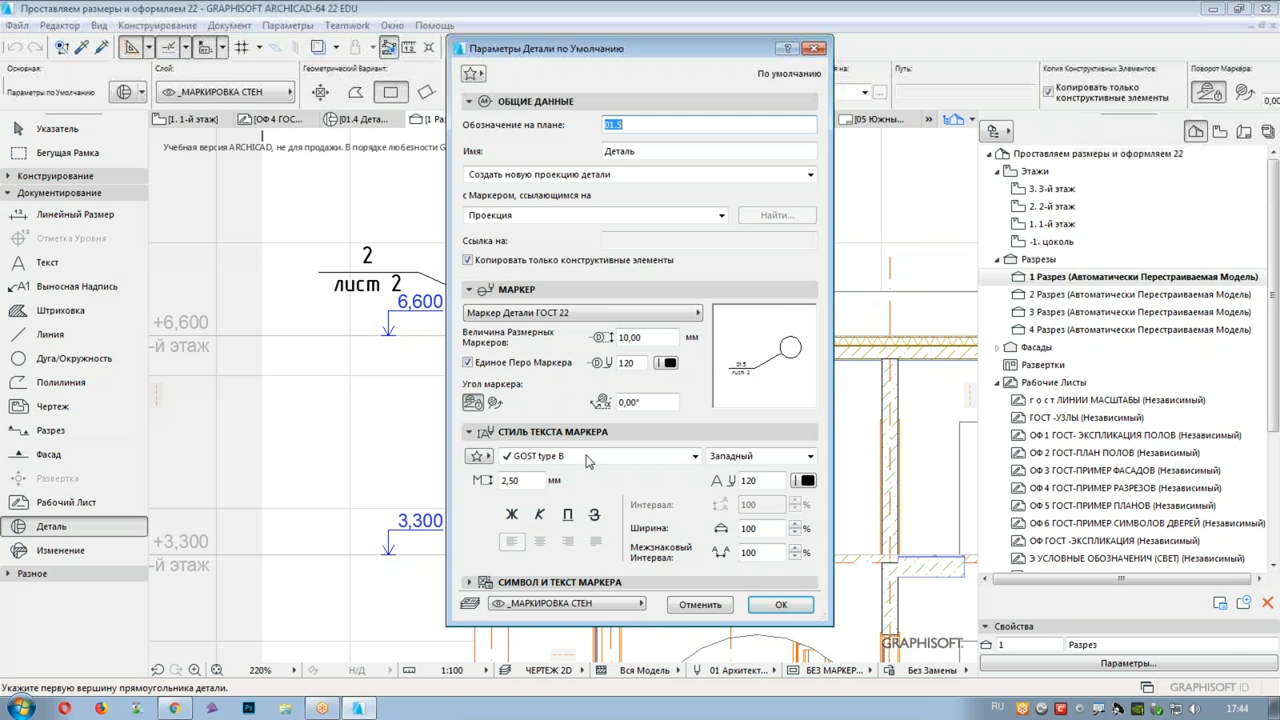 Проставляем размеры и оформляем 22 - GRAPHISOFT ARCHICAD-64 22 EDU
Файл Редактор Вид Конструирование Документ Параметры Teamwork Окно Помощь
Основная:
Параметры по Умолчанию
Слой:
_МАРКИРОВКА СТЕН
Геометрический Вариант:
на:
Путь:
Копия Конструктивных Элементов:
Копировать только
конструктивные элементы
Поворот Маркера:
[1. 1-й этаж]
[ОФ4 ГОС...
[01.4 Дета...
[1 Раз
[05 Южны...
Учебная версия ARCHICAD, не для продажи. В порядке любезности G
Указатель
Бегущая Рамка
Конструирование
Документирование
Линейный Размер
Отметка Уровня
Текст
Выносная Надпись
Штриховка
Линия
Дуга/Окружность
Полилиния
Чертеж
Разрез
Фасад
Развертка
Рабочий Лист
Деталь
Изменение
Разное
2
лист 2
6,600
+6,600
-й этаж
3,300
+3,300
-й этаж
Параметры Детали по Умолчанию
По умолчанию
ОБЩИЕ ДАННЫЕ
Обозначение на плане:
01.5
Имя:
Деталь
Создать новую проекцию детали
с Маркером, ссылающимся на
Проекция
Найти...
Ссылка на:
Копировать только конструктивные элементы
МАРКЕР
Маркер Детали ГОСТ 22
Величина Размерных
Маркеров:
10,00 мм
Единое Перо Маркера
120
Угол маркера:
0,00°
01.5
лист 2
СТИЛЬ ТЕКСТА МАРКЕРА
GOST type B
Западный
2,50 мм
120
Ж К П З
Интервал: 100 %
Ширина: 100 %
Межзнаковый
Интервал: 100 %
СИМВОЛ И ТЕКСТ МАРКЕРА
_МАРКИРОВКА СТЕН
Отменить
OK
Проставляем размеры и оформляем 22
Этажи
3. 3-й этаж
2. 2-й этаж
1. 1-й этаж
-1. цоколь
Разрезы
1 Разрез (Автоматически Перестраиваемая Модель)
2 Разрез (Автоматически Перестраиваемая Модель)
3 Разрез (Автоматически Перестраиваемая Модель)
4 Разрез (Автоматически Перестраиваемая Модель)
Фасады
Развертки
Рабочие Листы
г о с т ЛИНИИ МАСШТАБЫ (Независимый)
ГОСТ -УЗЛЫ (Независимый)
ОФ 1 ГОСТ- ЭКСПЛИКАЦИЯ ПОЛОВ (Независимый)
ОФ 2 ГОСТ-ПЛАН ПОЛОВ (Независимый)
ОФ 3 ГОСТ-ПРИМЕР ФАСАДОВ (Независимый)
ОФ 4 ГОСТ-ПРИМЕР РАЗРЕЗОВ (Независимый)
ОФ 5 ГОСТ-ПРИМЕР ПЛАНОВ (Независимый)
ОФ 6 ГОСТ-ПРИМЕР СИМВОЛОВ ДВЕРЕЙ (Независимый)
ГОСТ -ЭКСПЛИКАЦИЯ (Независимый)
Э УСЛОВНЫЕ ОБОЗНАЧЕНИЧ (СВЕТ) (Независимый)
Свойства
1
Разрез
Параметры...
GRAPHISOFT.
220%
Н/Д
1:100
ЧЕРТЕЖ 2D
Вся Модель
01 Архитект...
БЕЗ МАРКЕР...
Без Замены
Укажите первую вершину прямоугольника детали.
GRAPHISOFT ID
RU
17:44